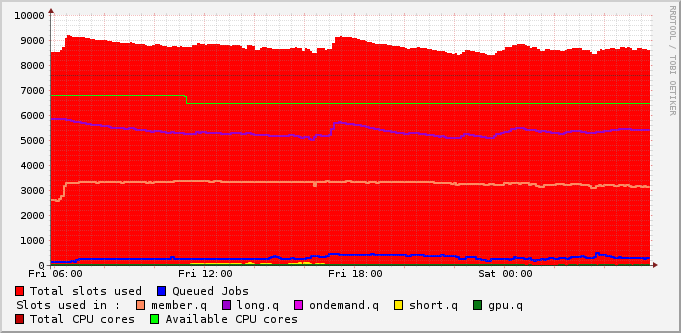 10000
9000
8000
7000
6000
5000
4000
3000
2000
1000
0
Fri 06:00 Fri 12:00 Fri 18:00 Sat 00:00
Total slots used Queued Jobs
Slots used in : member.q long.q ondemand.q short.q gpu.q
Total CPU cores Available CPU cores
RRDTOOL / TOBI OETIKER